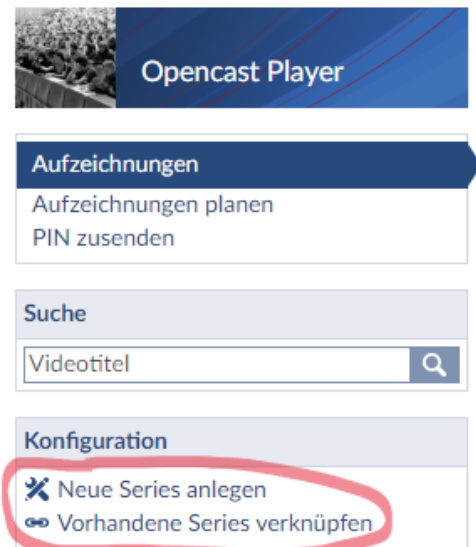 Opencast Player
Aufzeichnungen
Aufzeichnungen planen
PIN zusenden
Suche
Videotitel
Konfiguration
Neue Series anlegen
Vorhandene Series verknüpfen